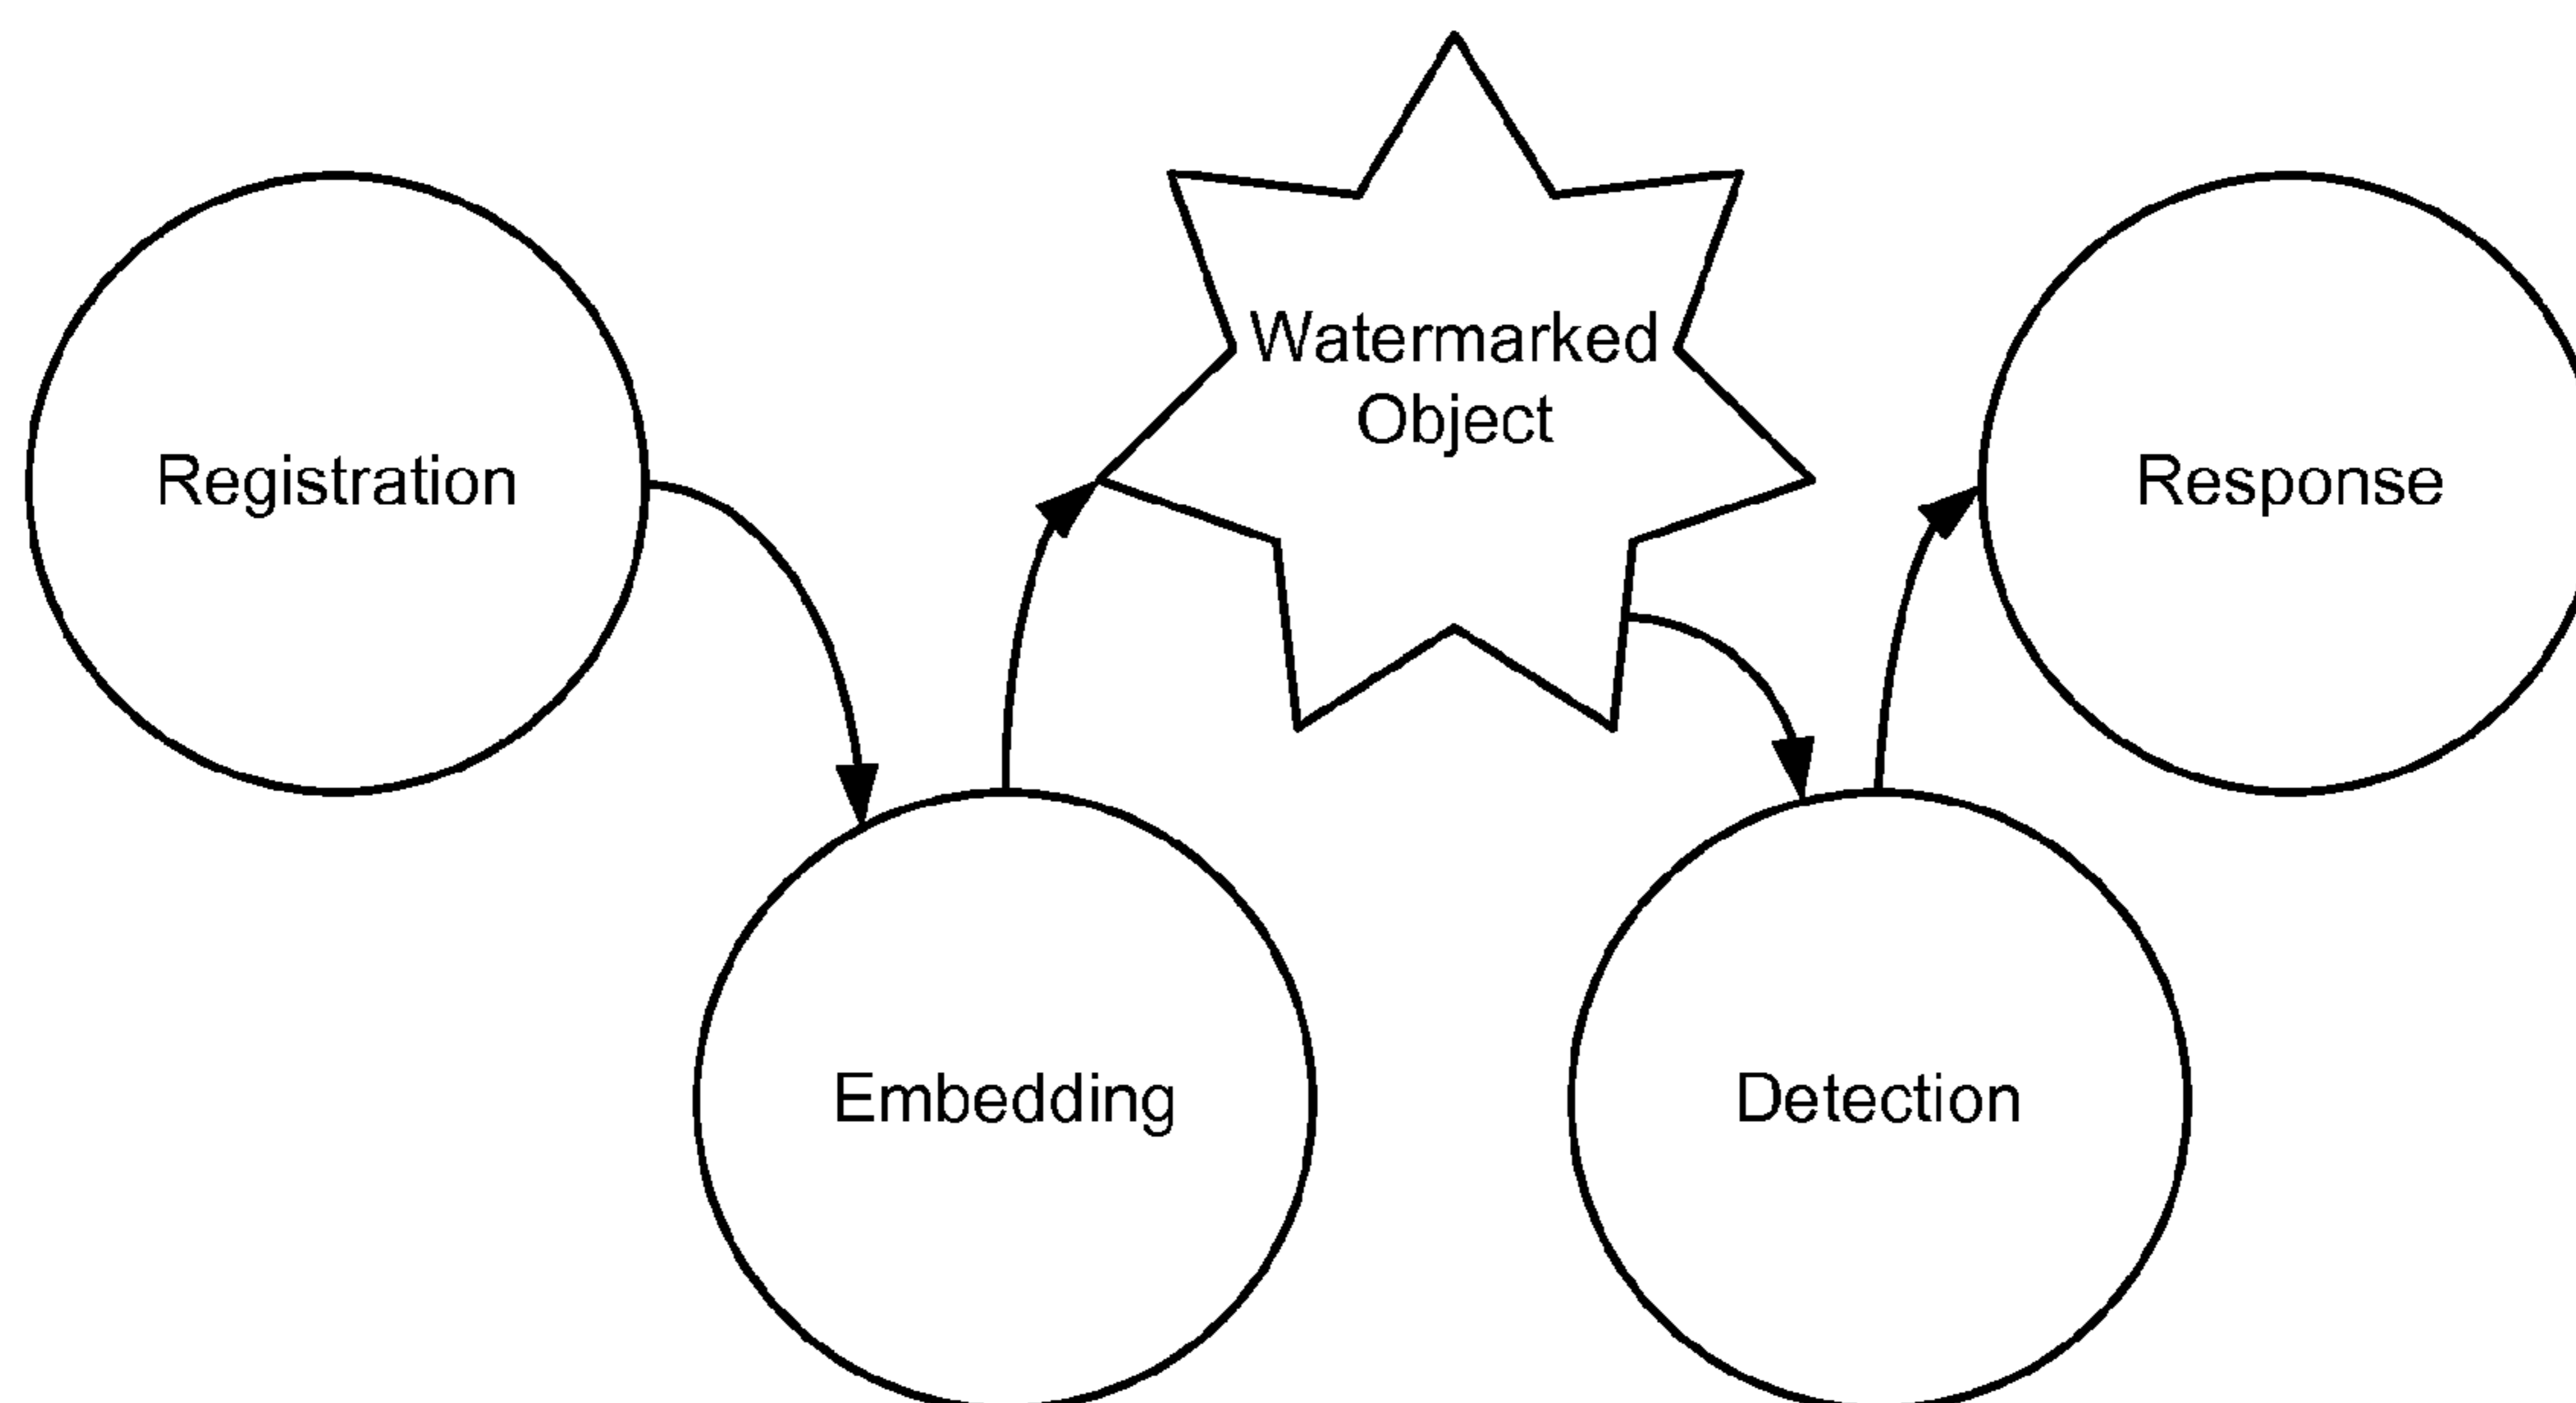 Registration
Embedding
Watermarked
Object
Detection
Response